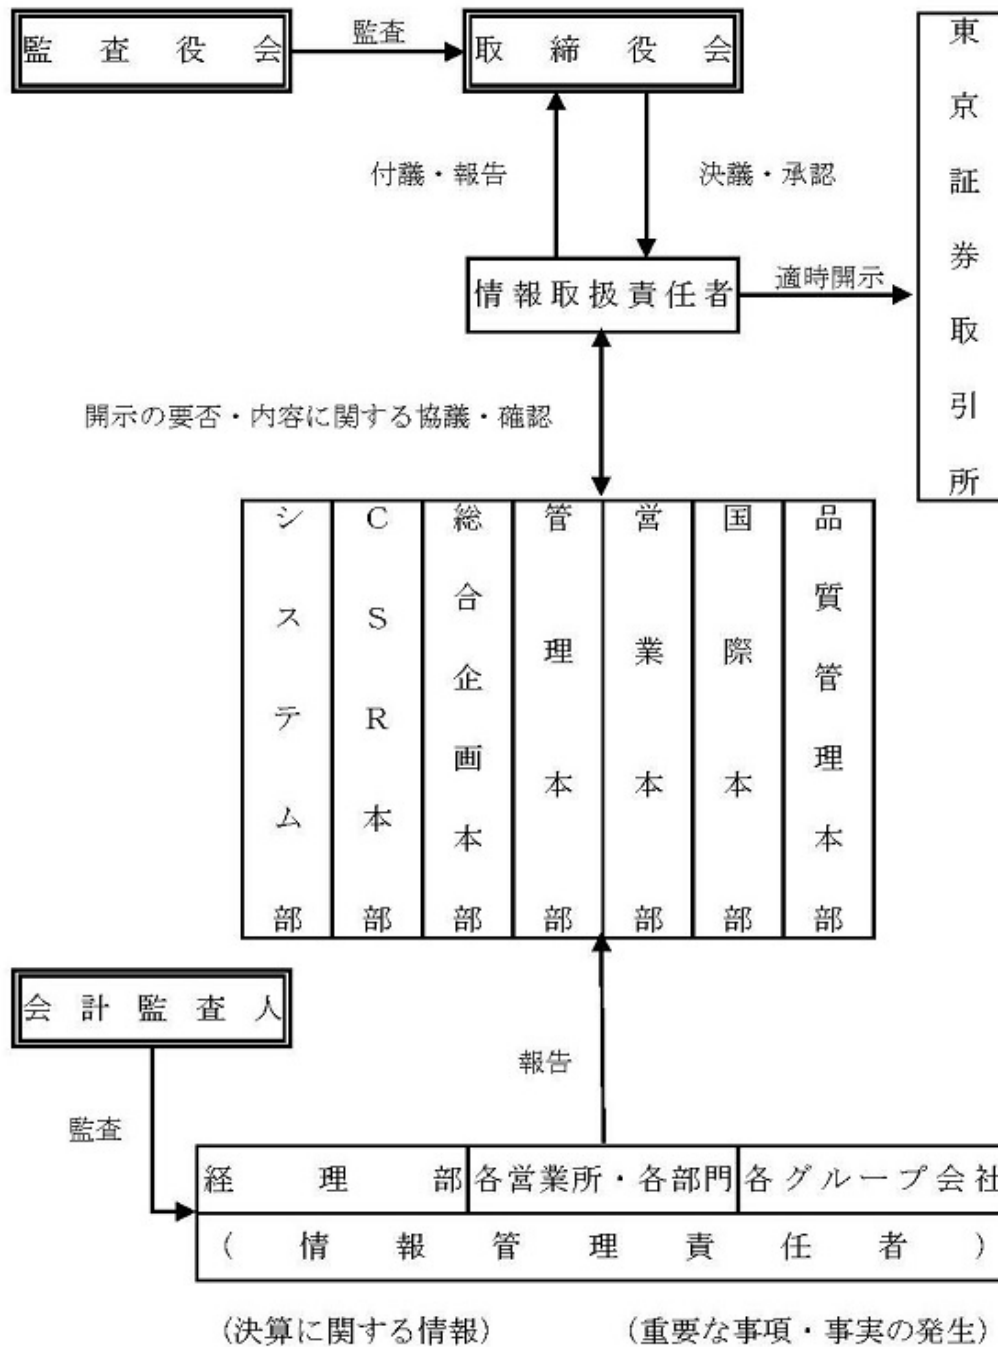 監査役会
監査
取締役会
東京証券取引所
付議・報告
決議・承認
情報取扱責任者
適時開示
開示の要否・内容に関する協議・確認
システム部
CSR本部
総合企画本部
管理本部
営業本部
国際本部
品質管理本部
会計監査人
報告
監査
経理部
各営業所・各部門
各グループ会社
(情報管理責任者)
(決算に関する情報)
(重要な事項・事実の発生)